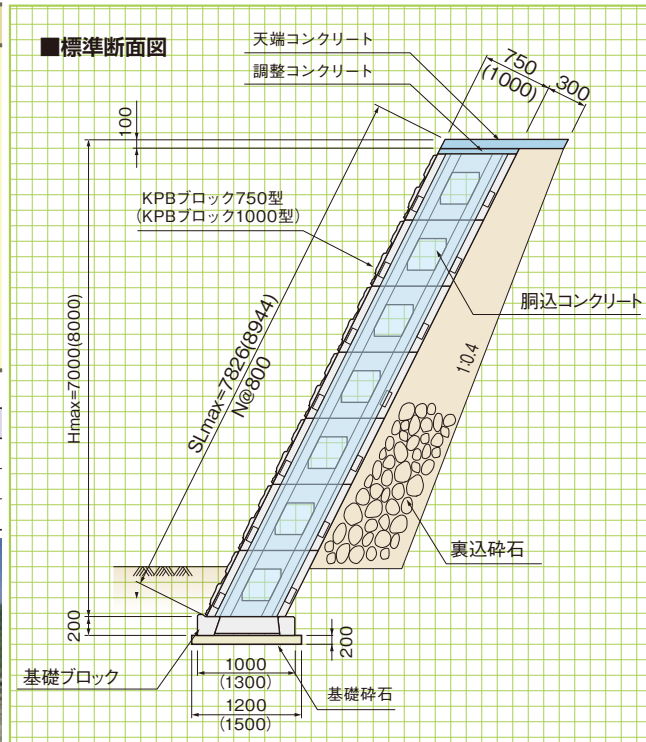 ■標準断面図
天端コンクリート
調整コンクリート
750
(1000)
300
100
KPBブロック750型
(KPBブロック1000型)
胴込コンクリート
SLmax=7826(8944)
N@800
Hmax=7000(8000)
1:0.4
裏込砕石
200
200
基礎ブロック
1000
(1300)
基礎砕石
1200
(1500)